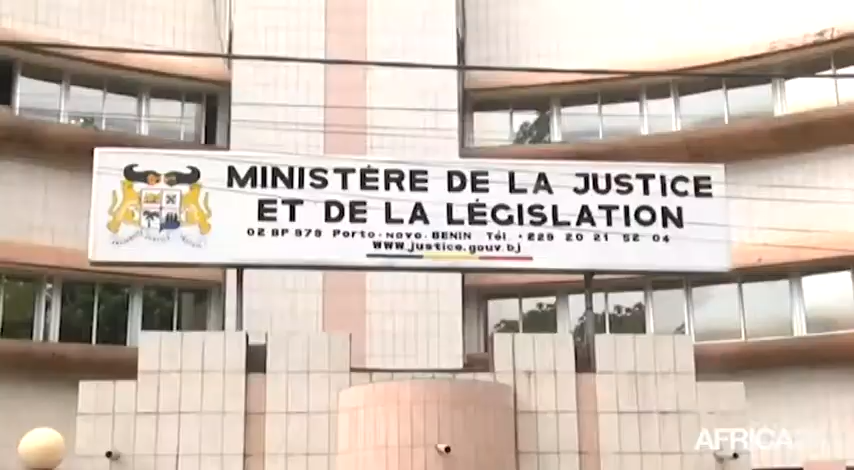 MINISTÈRE DE LA JUSTICE
ET DE LA LÉGISLATION
02 BP 979 Porto-Novo-BENIN Tél +229 20 21 52 04
www.justice.gouv.bj
AFRICA